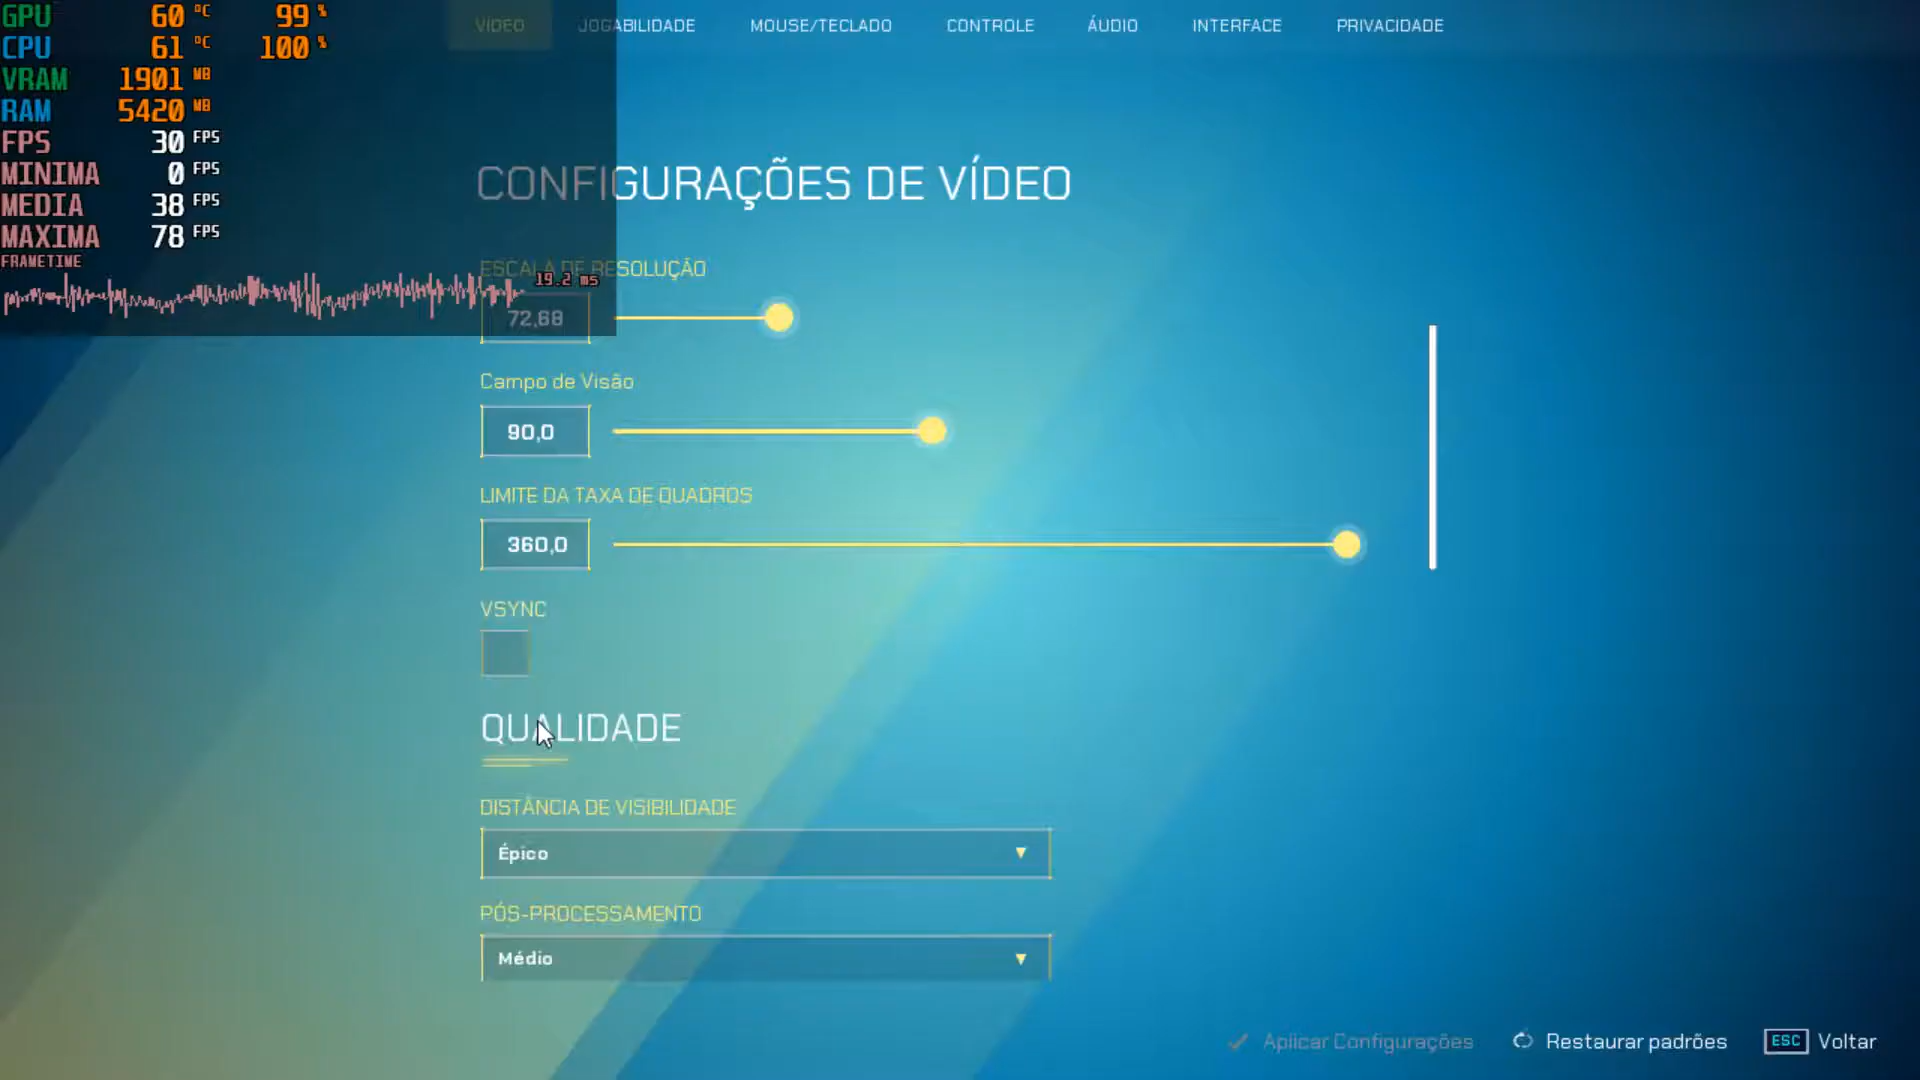 GPU 60 °C 99 %
CPU 61 °C 100 %
VRAM 1901 MB
RAM 5420 MB
FPS 30 FPS
MINIMA 0 FPS
MEDIA 38 FPS
MAXIMA 78 FPS
FRAMETIME
19.2 ms
VÍDEO JOGABILIDADE MOUSE/TECLADO CONTROLE ÁUDIO INTERFACE PRIVACIDADE
CONFIGURAÇÕES DE VÍDEO
ESCALA DE RESOLUÇÃO
72,68
Campo de Visão
90,0
LIMITE DA TAXA DE QUADROS
360,0
VSYNC
QUALIDADE
DISTÂNCIA DE VISIBILIDADE
Épico
PÓS-PROCESSAMENTO
Médio
Aplicar Configurações Restaurar padrões ESC Voltar